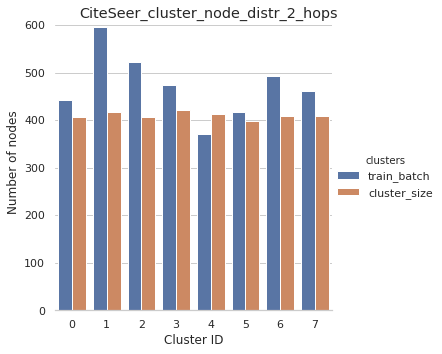 CiteSeer_cluster_node_distr_2_hops
600
500
400
300
200
100
0
Number of nodes
0 1 2 3 4 5 6 7
Cluster ID
clusters
train_batch
cluster_size